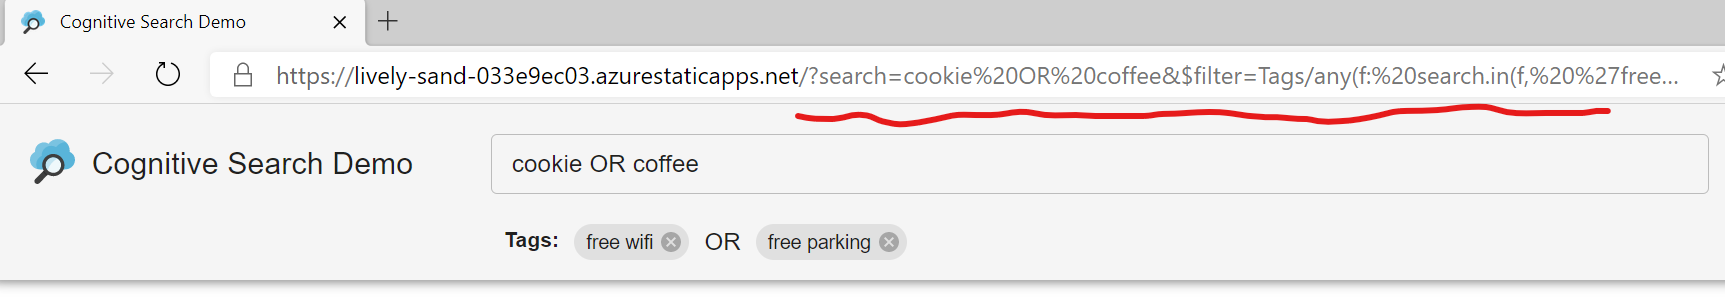 Cognitive Search Demo
https://lively-sand-033e9ec03.azurestaticapps.net/?search=cookie%20OR%20coffee&$filter=Tags/any(f:%20search.in(f,%20%27free...
Cognitive Search Demo
cookie OR coffee
Tags: free wifi OR free parking